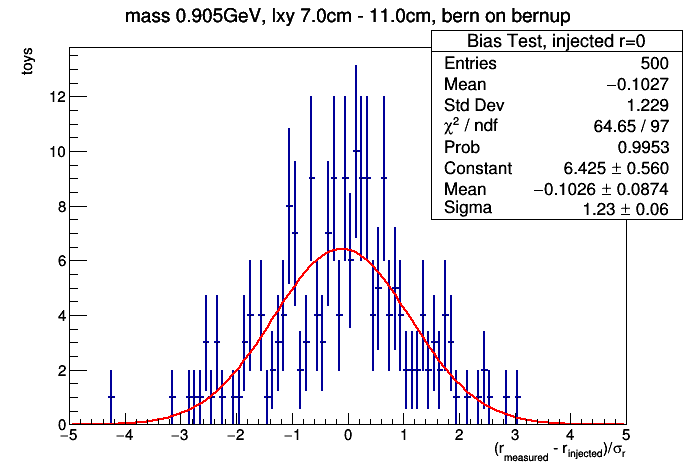 mass 0.905GeV, lxy 7.0cm - 11.0cm, bern on bernup
Bias Test, injected r=0
Entries 500
Mean −0.1027
Std Dev 1.229
χ² / ndf 64.65 / 97
Prob 0.9953
Constant 6.425 ± 0.560
Mean −0.1026 ± 0.0874
Sigma 1.23 ± 0.06
toys
12
10
8
6
4
2
0
−5 −4 −3 −2 −1 0 1 2 3 4 5
(r_measured - r_injected)/σ_r